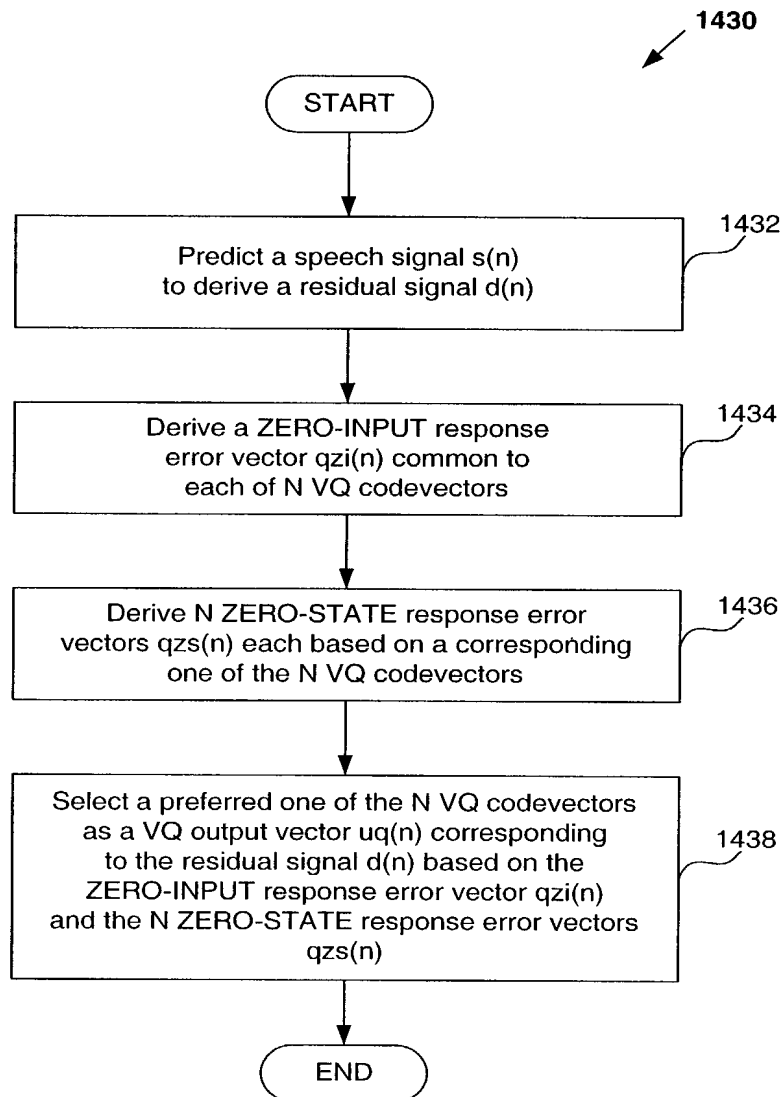 1430
START
1432
Predict a speech signal s(n)
to derive a residual signal d(n)
1434
Derive a ZERO-INPUT response
error vector qzi(n) common to
each of N VQ codevectors
1436
Derive N ZERO-STATE response error
vectors qzs(n) each based on a corresponding
one of the N VQ codevectors
Select a preferred one of the N VQ codevectors
as a VQ output vector uq(n) corresponding
1438
to the residual signal d(n) based on the
ZERO-INPUT response error vector qzi(n)
and the N ZERO-STATE response error vectors
qzs(n)
END